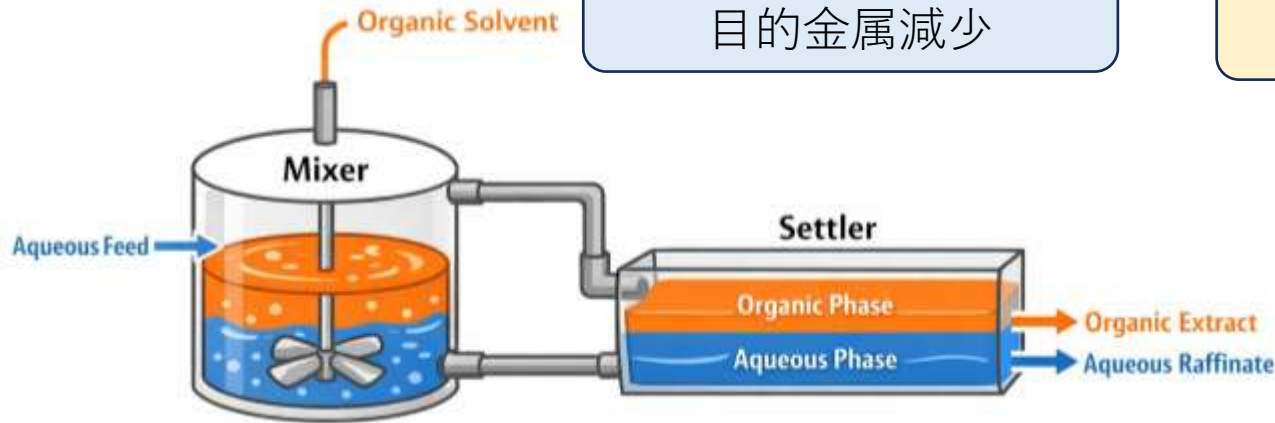 目的金属減少
Organic Solvent
Mixer
Aqueous Feed
Settler
Organic Phase
Organic Extract
Aqueous Phase
Aqueous Raffinate